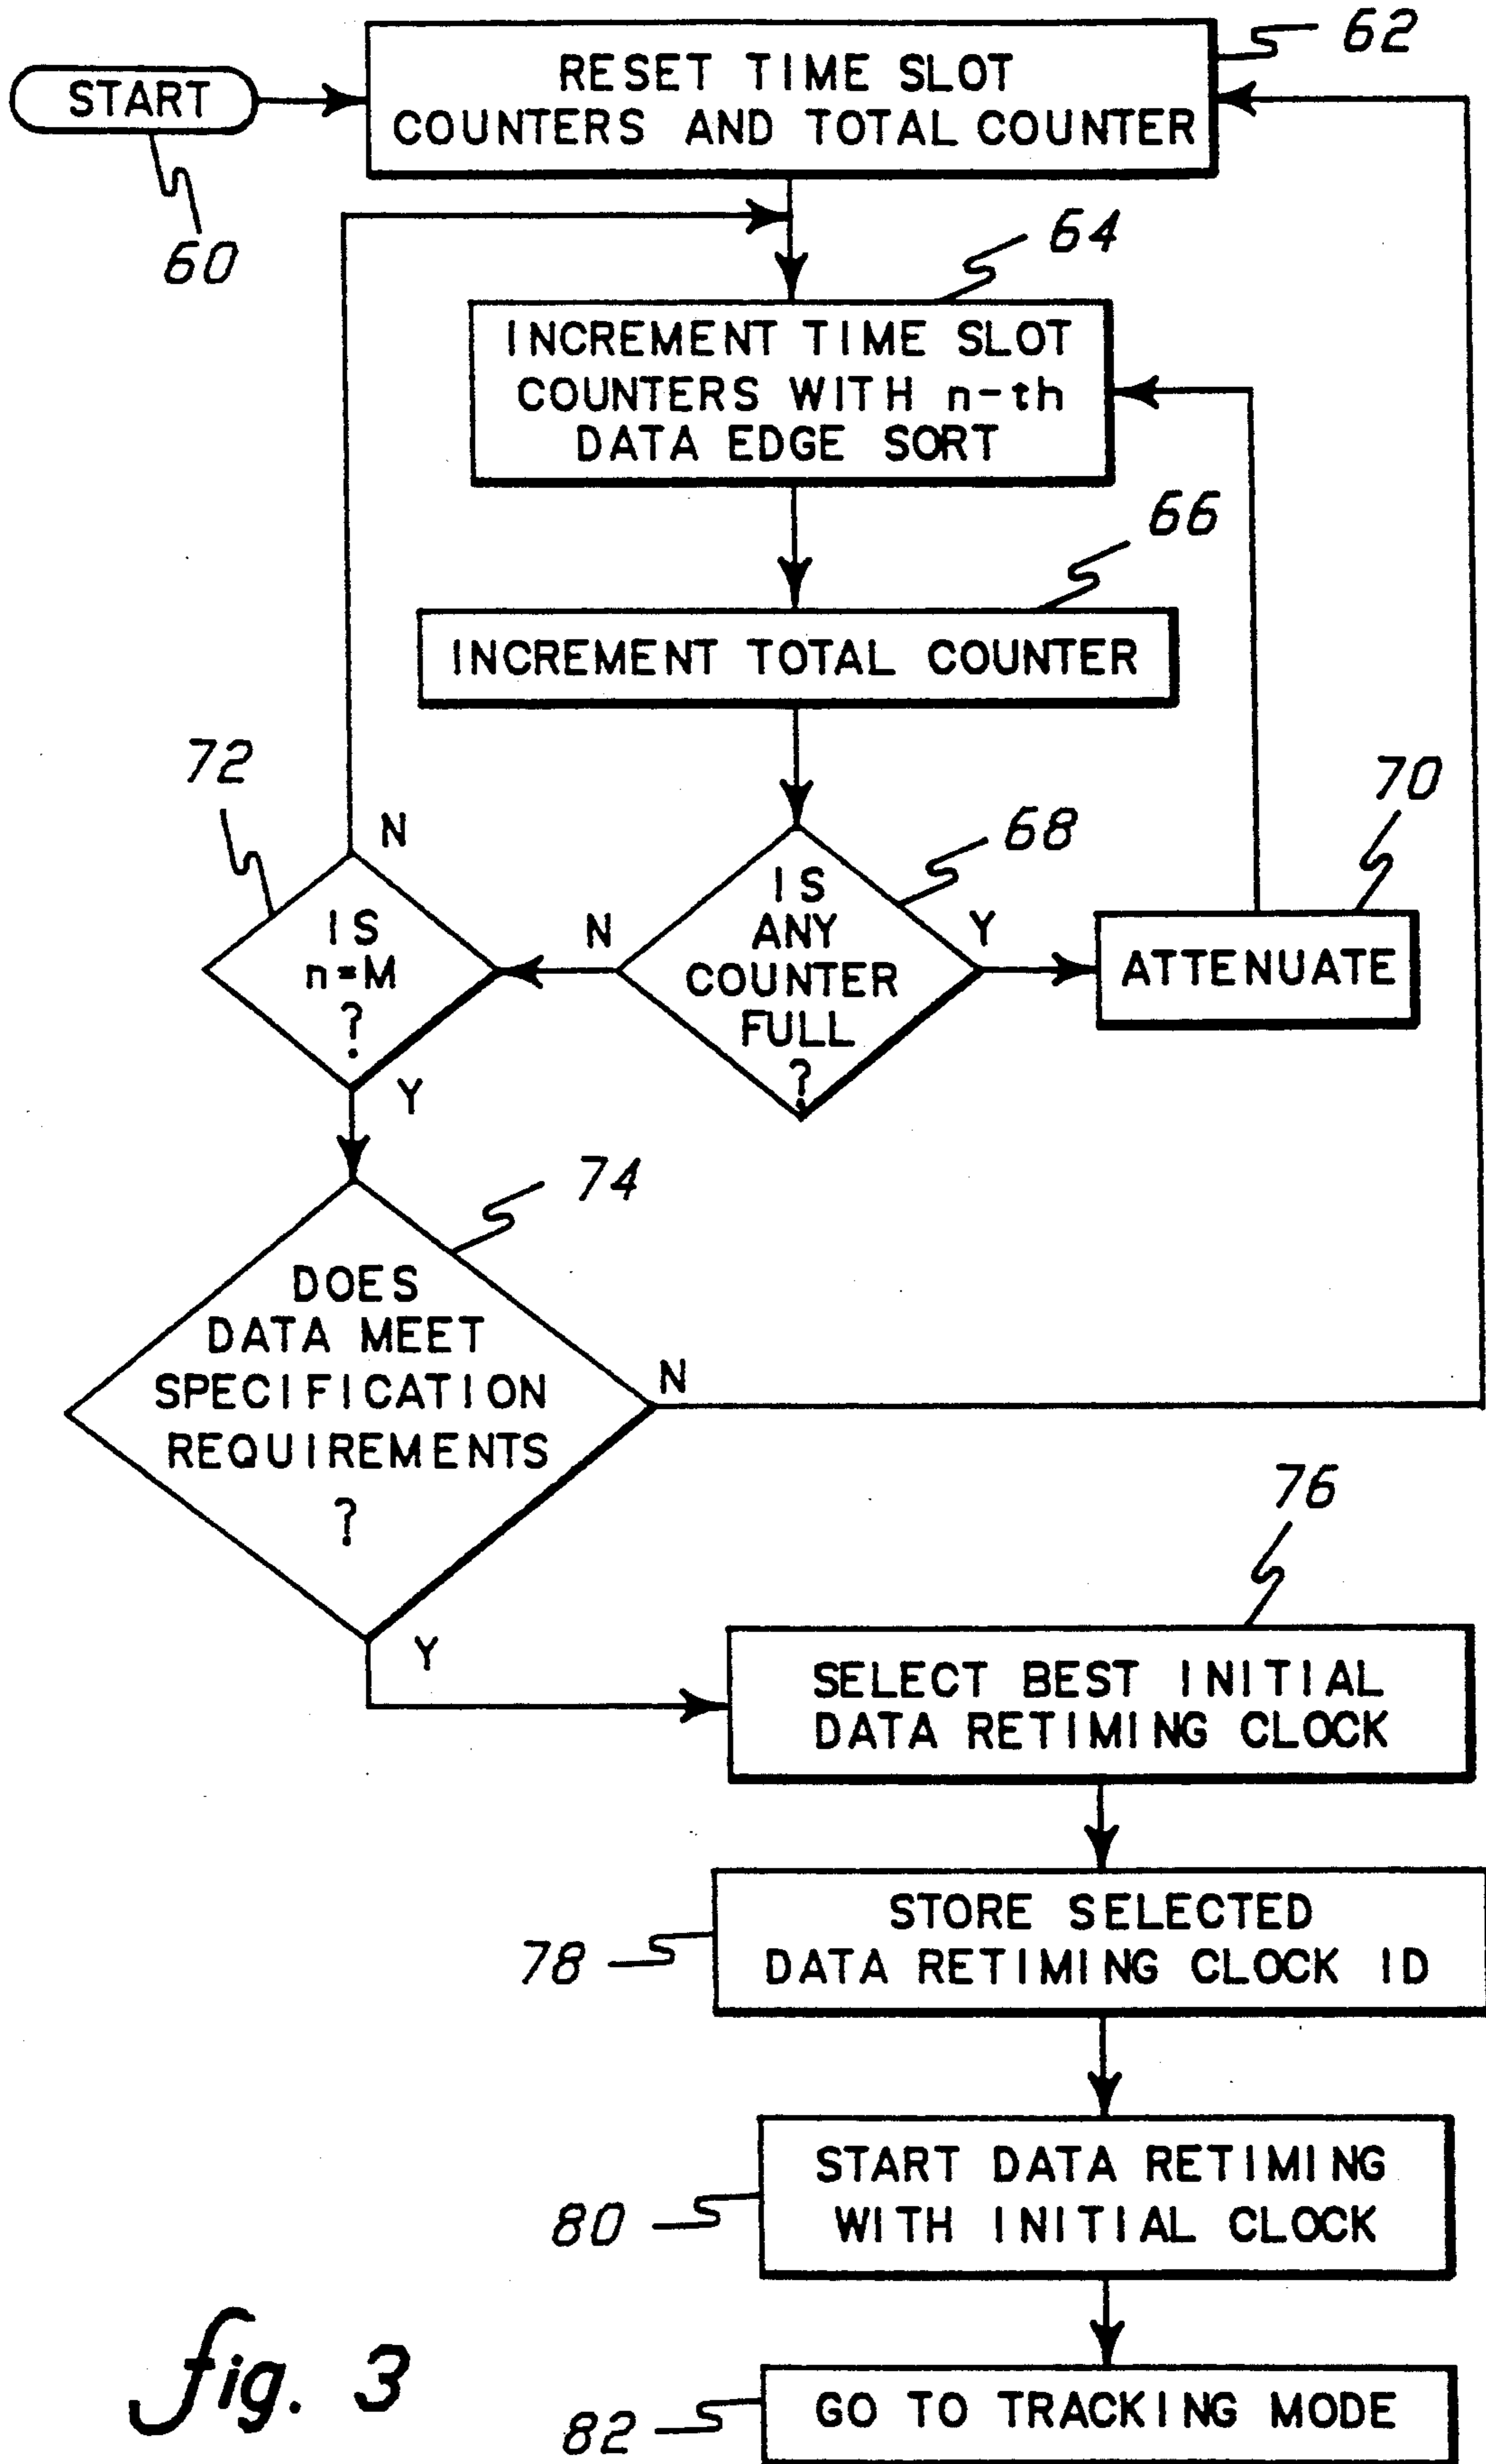 62
START
RESET TIME SLOT
COUNTERS AND TOTAL COUNTER
60
64
INCREMENT TIME SLOT
COUNTERS WITH n-th
DATA EDGE SORT
66
INCREMENT TOTAL COUNTER
72
70
68
N
IS
n=M
?
Y
N
IS
ANY
COUNTER
FULL
?
Y
ATTENUATE
74
DOES
DATA MEET
SPECIFICATION
REQUIREMENTS
?
N
Y
76
SELECT BEST INITIAL
DATA RETIMING CLOCK
78
STORE SELECTED
DATA RETIMING CLOCK ID
80
START DATA RETIMING
WITH INITIAL CLOCK
82
GO TO TRACKING MODE
fig. 3